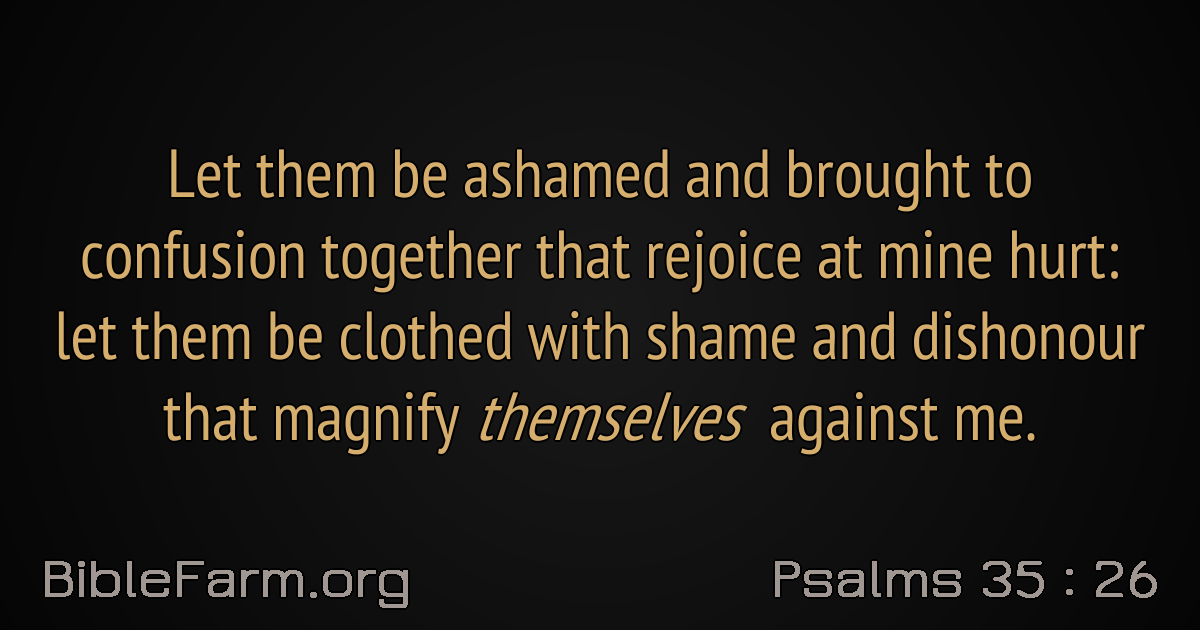 Let them be ashamed and brought to
confusion together that rejoice at mine hurt:
let them be clothed with shame and dishonour
that magnify themselves against me.
BibleFarm.org
Psalms 35 : 26